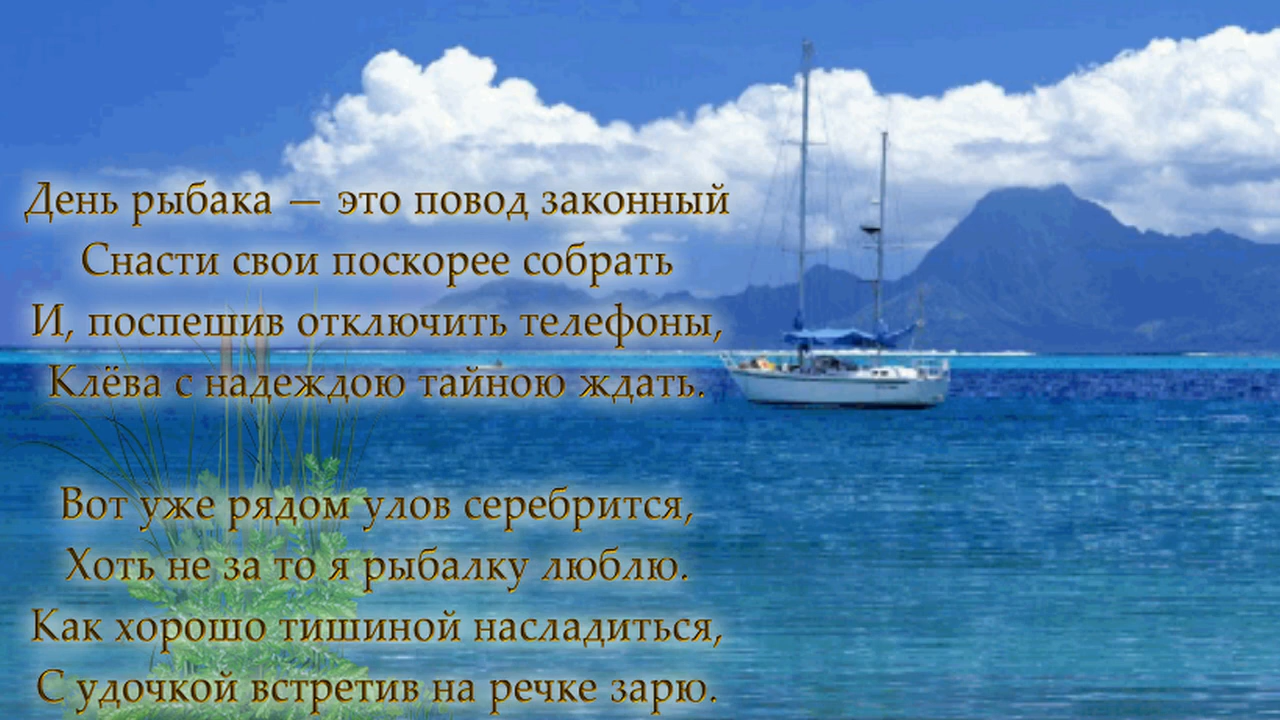 День рыбака — это повод законный
Снасти свои поскорее собрать
И, поспешив отключить телефоны,
Клёва с надеждою тайною ждать.
Вот уже рядом улов серебрится,
Хоть не за то я рыбалку люблю.
Как хорошо тишиной насладиться,
С удочкой встретив на речке зарю.